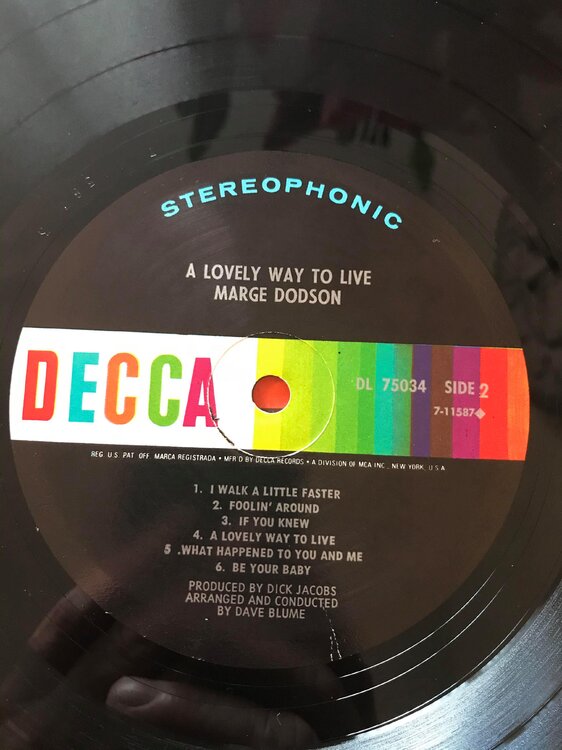 STEREOPHONIC
A LOVELY WAY TO LIVE
MARGE DODSON
DECCA
DL 75034 SIDE 2
7-11587◆
REG. U.S. PAT. OFF. MARCA REGISTRADA • MFR'D BY DECCA RECORDS • A DIVISION OF MCA INC., NEW YORK, U.S.A
1. I WALK A LITTLE FASTER
2. FOOLIN' AROUND
3. IF YOU KNEW
4. A LOVELY WAY TO LIVE
5 .WHAT HAPPENED TO YOU AND ME
6. BE YOUR BABY
PRODUCED BY DICK JACOBS
ARRANGED AND CONDUCTED
BY DAVE BLUME